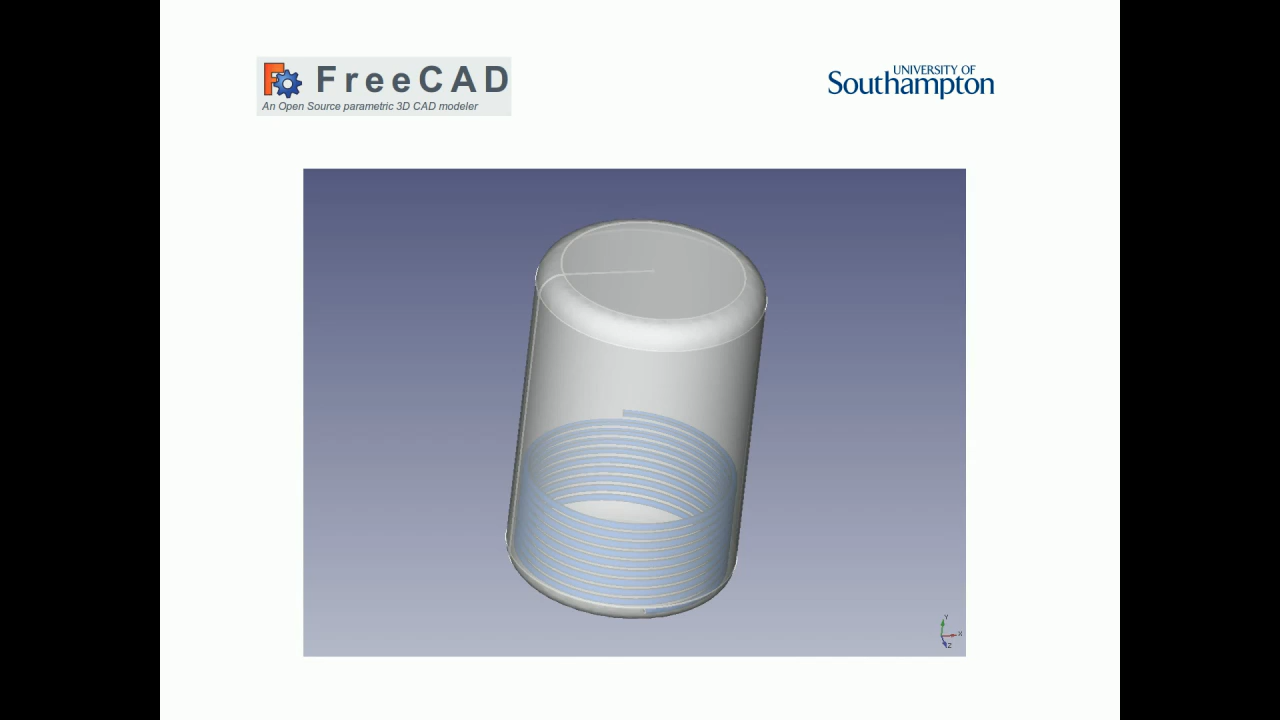 FreeCAD
An Open Source parametric 3D CAD modeler
UNIVERSITY OF
Southampton
Y
X
Z